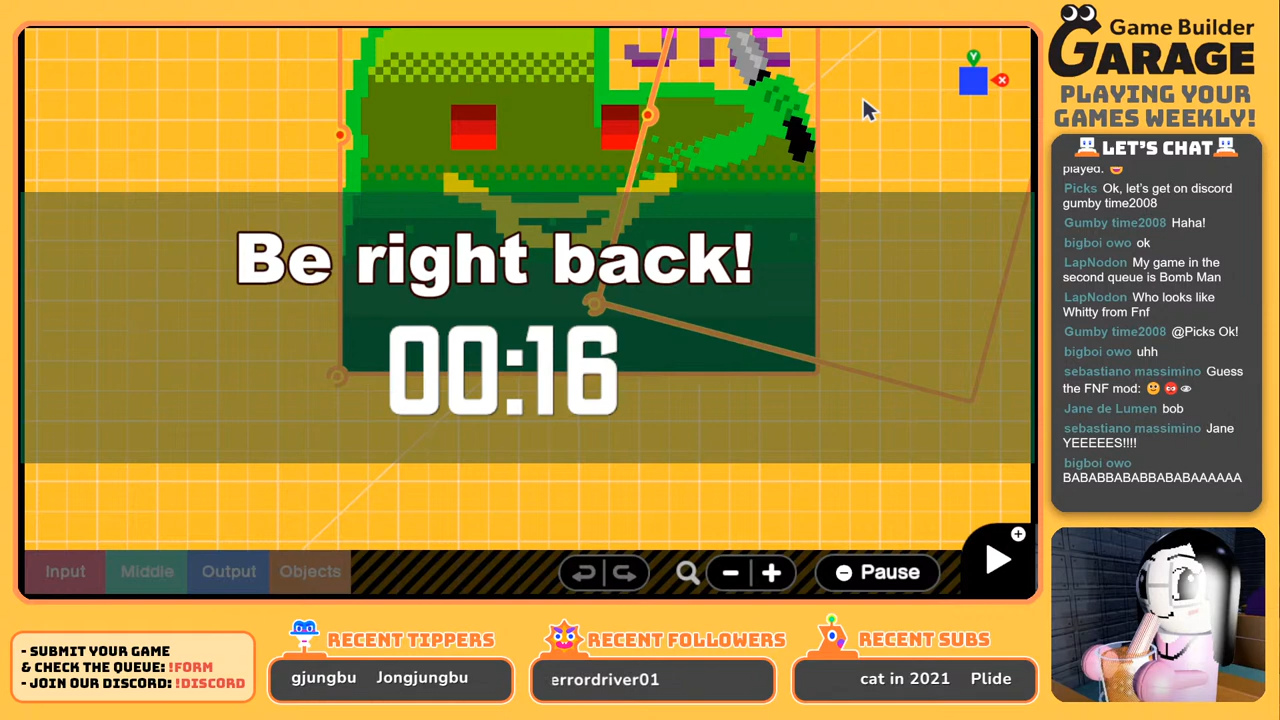 Game Builder
GARAGE
PLAYING YOUR
GAMES WEEKLY!
LET'S CHAT
played.
Picks Ok, let's get on discord
gumby time2008
Gumby time2008 Haha!
bigboi owo ok
LapNodon My game in the
second queue is Bomb Man
LapNodon Who looks like
Whitty from Fnf
Gumby time2008 @Picks Ok!
bigboi owo uhh
sebastiano massimino Guess
the FNF mod:
Jane de Lumen bob
sebastiano massimino Jane
YEEEEES!!!!
bigboi owo
BABABBABABBABABAAAAAA
Y
X
Be right back!
00:16
Input
Middle
Output
Objects
Pause
- SUBMIT YOUR GAME
& CHECK THE QUEUE: !FORM
- JOIN OUR DISCORD: !DISCORD
RECENT TIPPERS
gjungbu Jongjungbu
RECENT FOLLOWERS
errordriver01
RECENT SUBS
cat in 2021 Plide